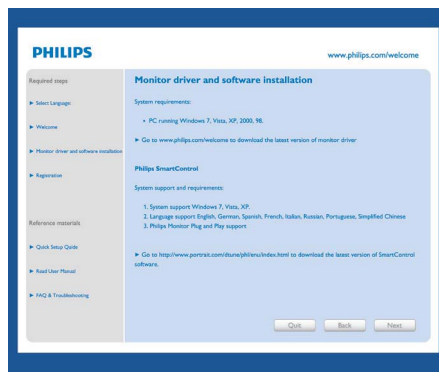 PHILIPS
www.philips.com/welcome
Required steps
Select Language
Welcome
Monitor driver and software installation
Registration
Reference materials
Quick Setup Quide
Read User Manual
FAQ & Troubleshooting
Monitor driver and software installation
System requirements:
• PC running Windows 7, Vista, XP, 2000, 98.
Go to www.philips.com/welcome to download the latest version of monitor driver
Philips SmartControl
System support and requirements:
1. System support Windows 7, Vista, XP.
2. Language support English, German, Spanish, French, Italian, Russian, Portuguese, Simplified Chinese
3. Philips Monitor Plug and Play support
Go to http://www.portrait.com/dtune/phl/enu/index.html to download the latest version of SmartControl
software.
Quit
Back
Next